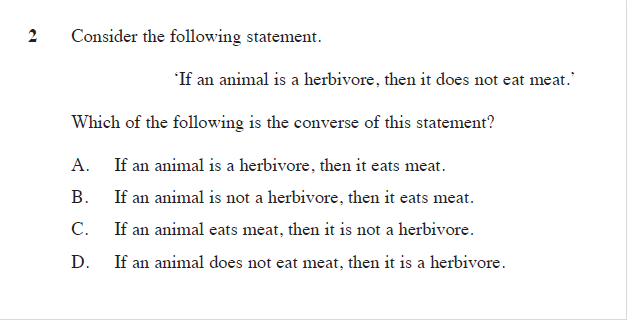 2 Consider the following statement.
‘If an animal is a herbivore, then it does not eat meat.’
Which of the following is the converse of this statement?
A. If an animal is a herbivore, then it eats meat.
B. If an animal is not a herbivore, then it eats meat.
C. If an animal eats meat, then it is not a herbivore.
D. If an animal does not eat meat, then it is a herbivore.